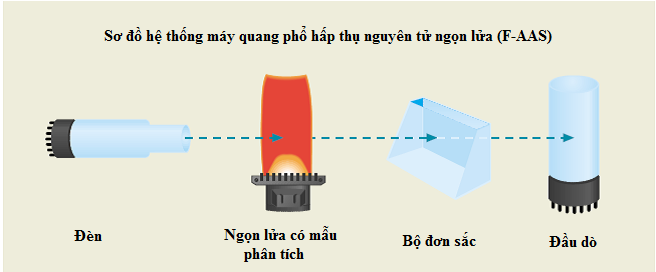 Sơ đồ hệ thống máy quang phổ hấp thụ nguyên tử ngọn lửa (F-AAS)
Đèn
Ngọn lửa có mẫu
phân tích
Bộ đơn sắc
Đầu dò